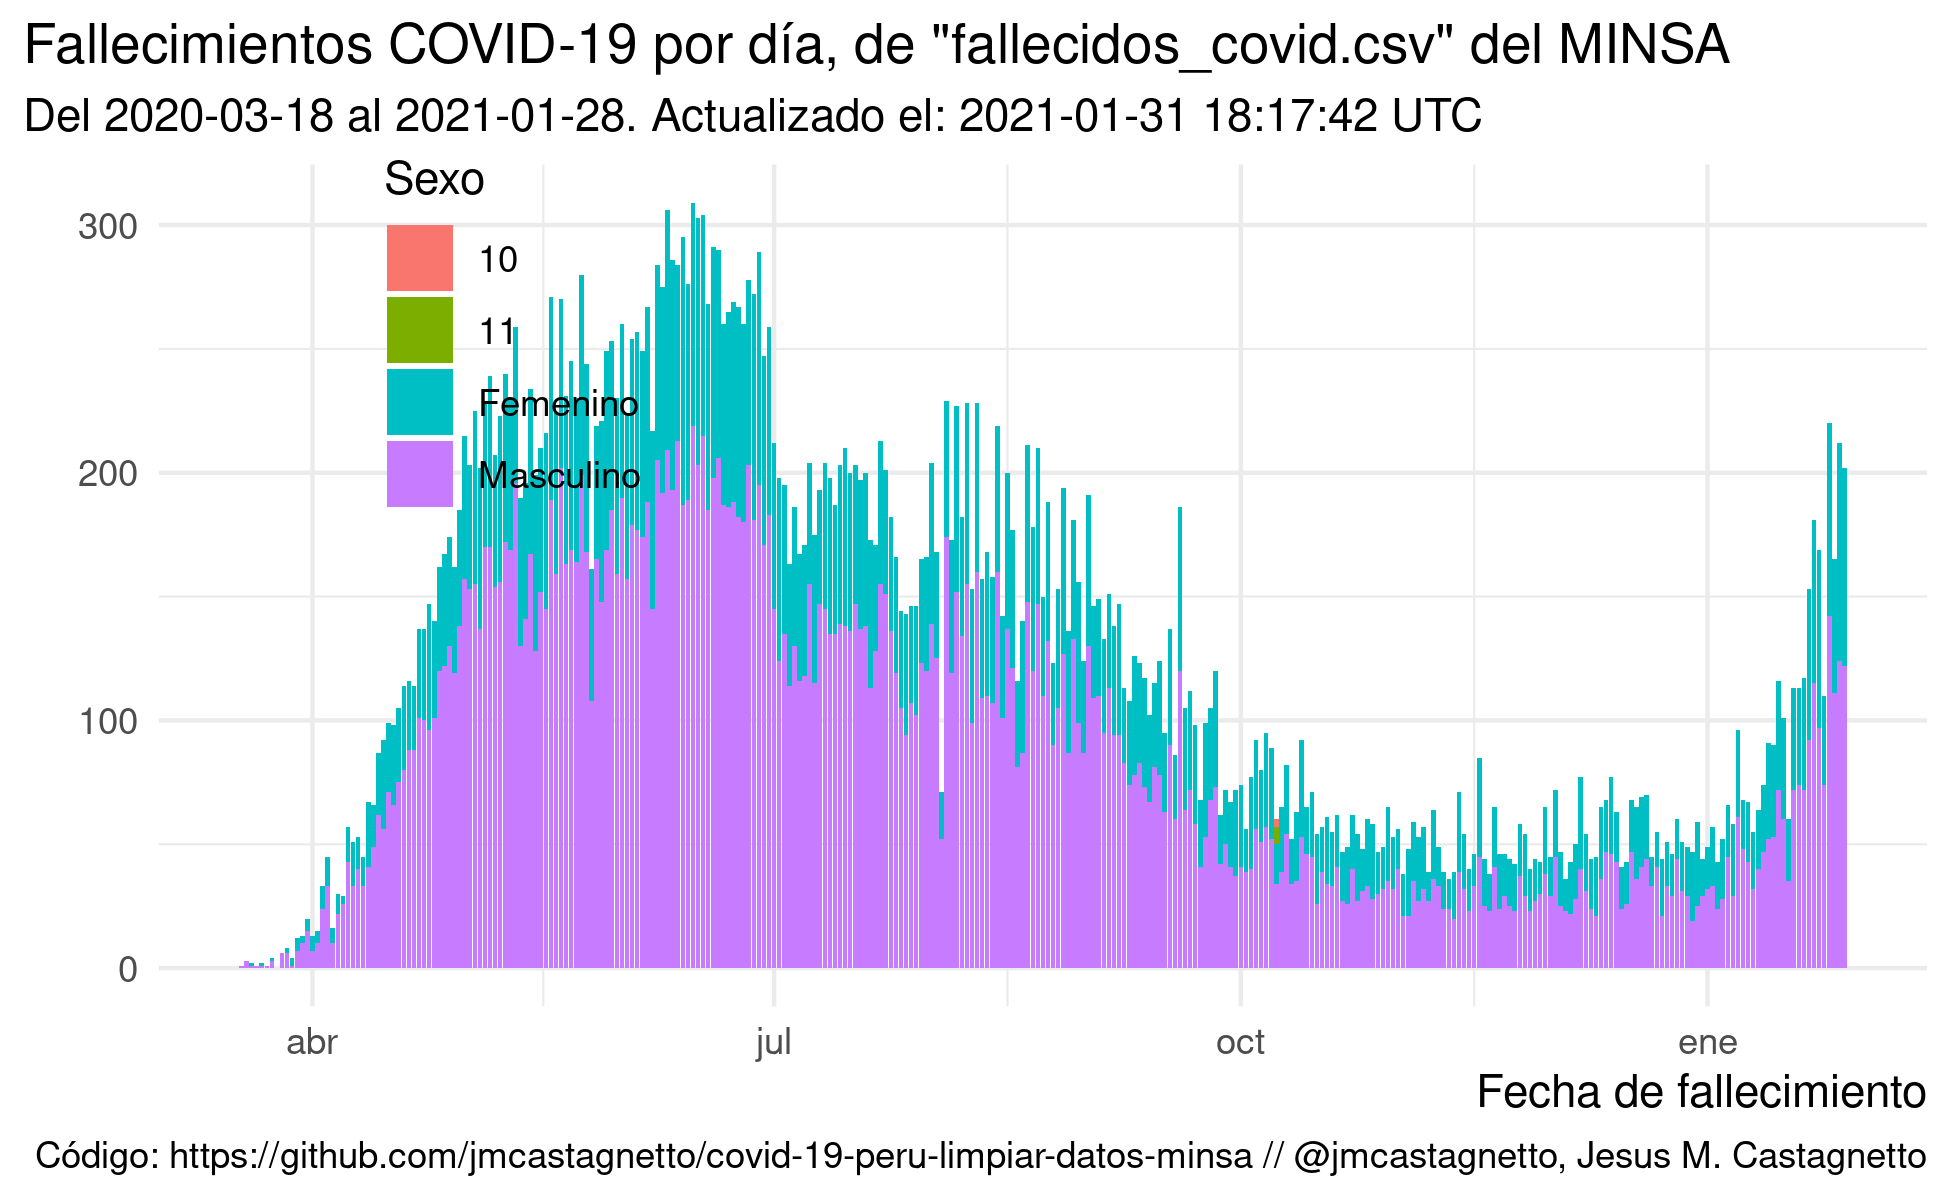 Fallecimientos COVID-19 por día, de "fallecidos_covid.csv" del MINSA
Del 2020-03-18 al 2021-01-28. Actualizado el: 2021-01-31 18:17:42 UTC
Sexo
10
11
Femenino
Masculino
300
200
100
0
abr jul oct ene
Fecha de fallecimiento
Código: https://github.com/jmcastagnetto/covid-19-peru-limpiar-datos-minsa // @jmcastagnetto, Jesus M. Castagnetto